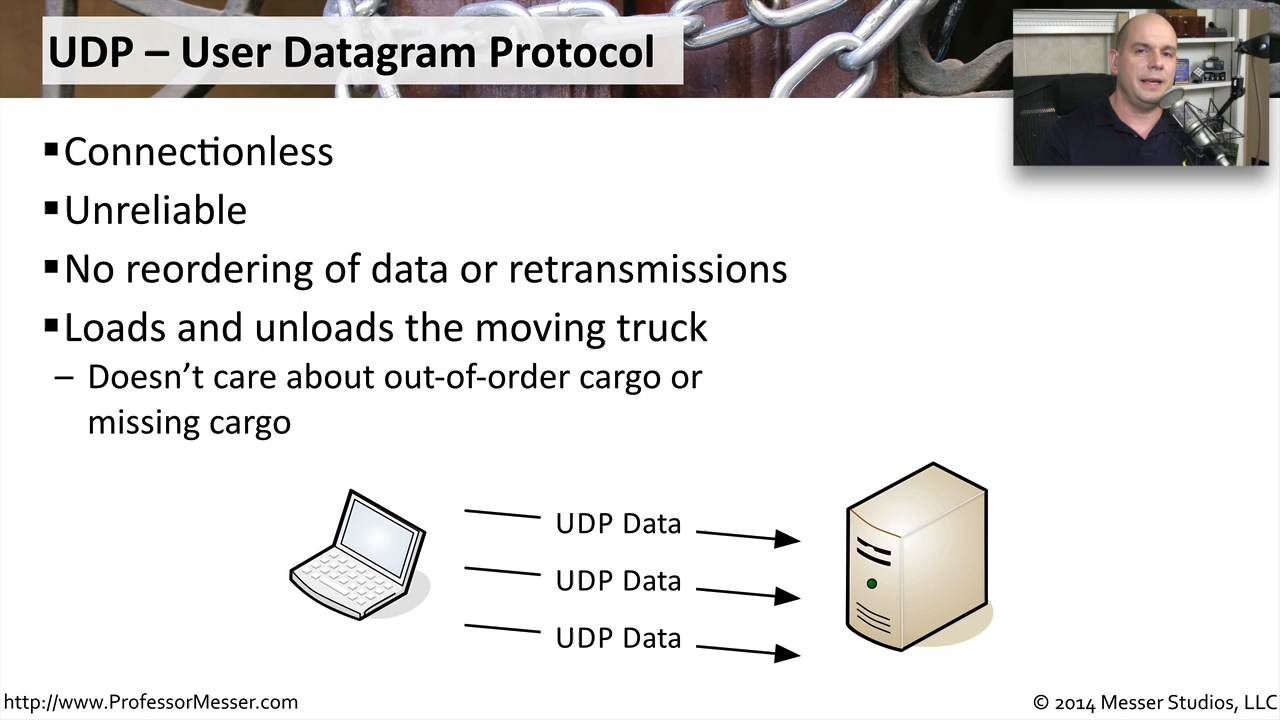 UDP – User Datagram Protocol
▪Connectionless
▪Unreliable
▪No reordering of data or retransmissions
▪Loads and unloads the moving truck
– Doesn’t care about out-of-order cargo or
missing cargo
UDP Data
UDP Data
UDP Data
http://www.ProfessorMesser.com
© 2014 Messer Studios, LLC